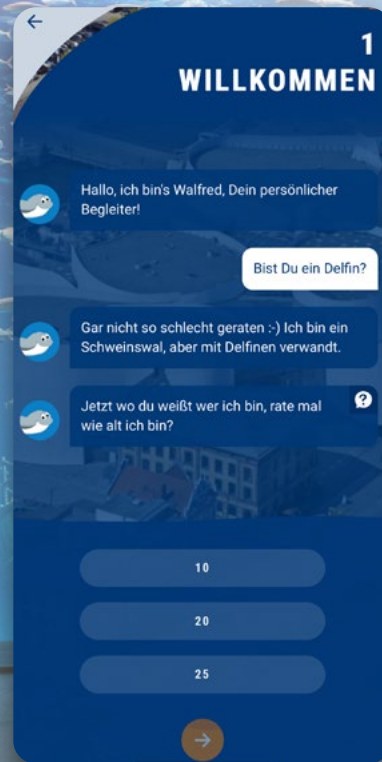 1
WILLKOMMEN
Hallo, ich bin's Walfred, Dein persönlicher
Begleiter!
Bist Du ein Delfin?
Gar nicht so schlecht geraten :-) Ich bin ein
Schweinswal, aber mit Delfinen verwandt.
Jetzt wo du weißt wer ich bin, rate mal
wie alt ich bin?
?
10
20
25